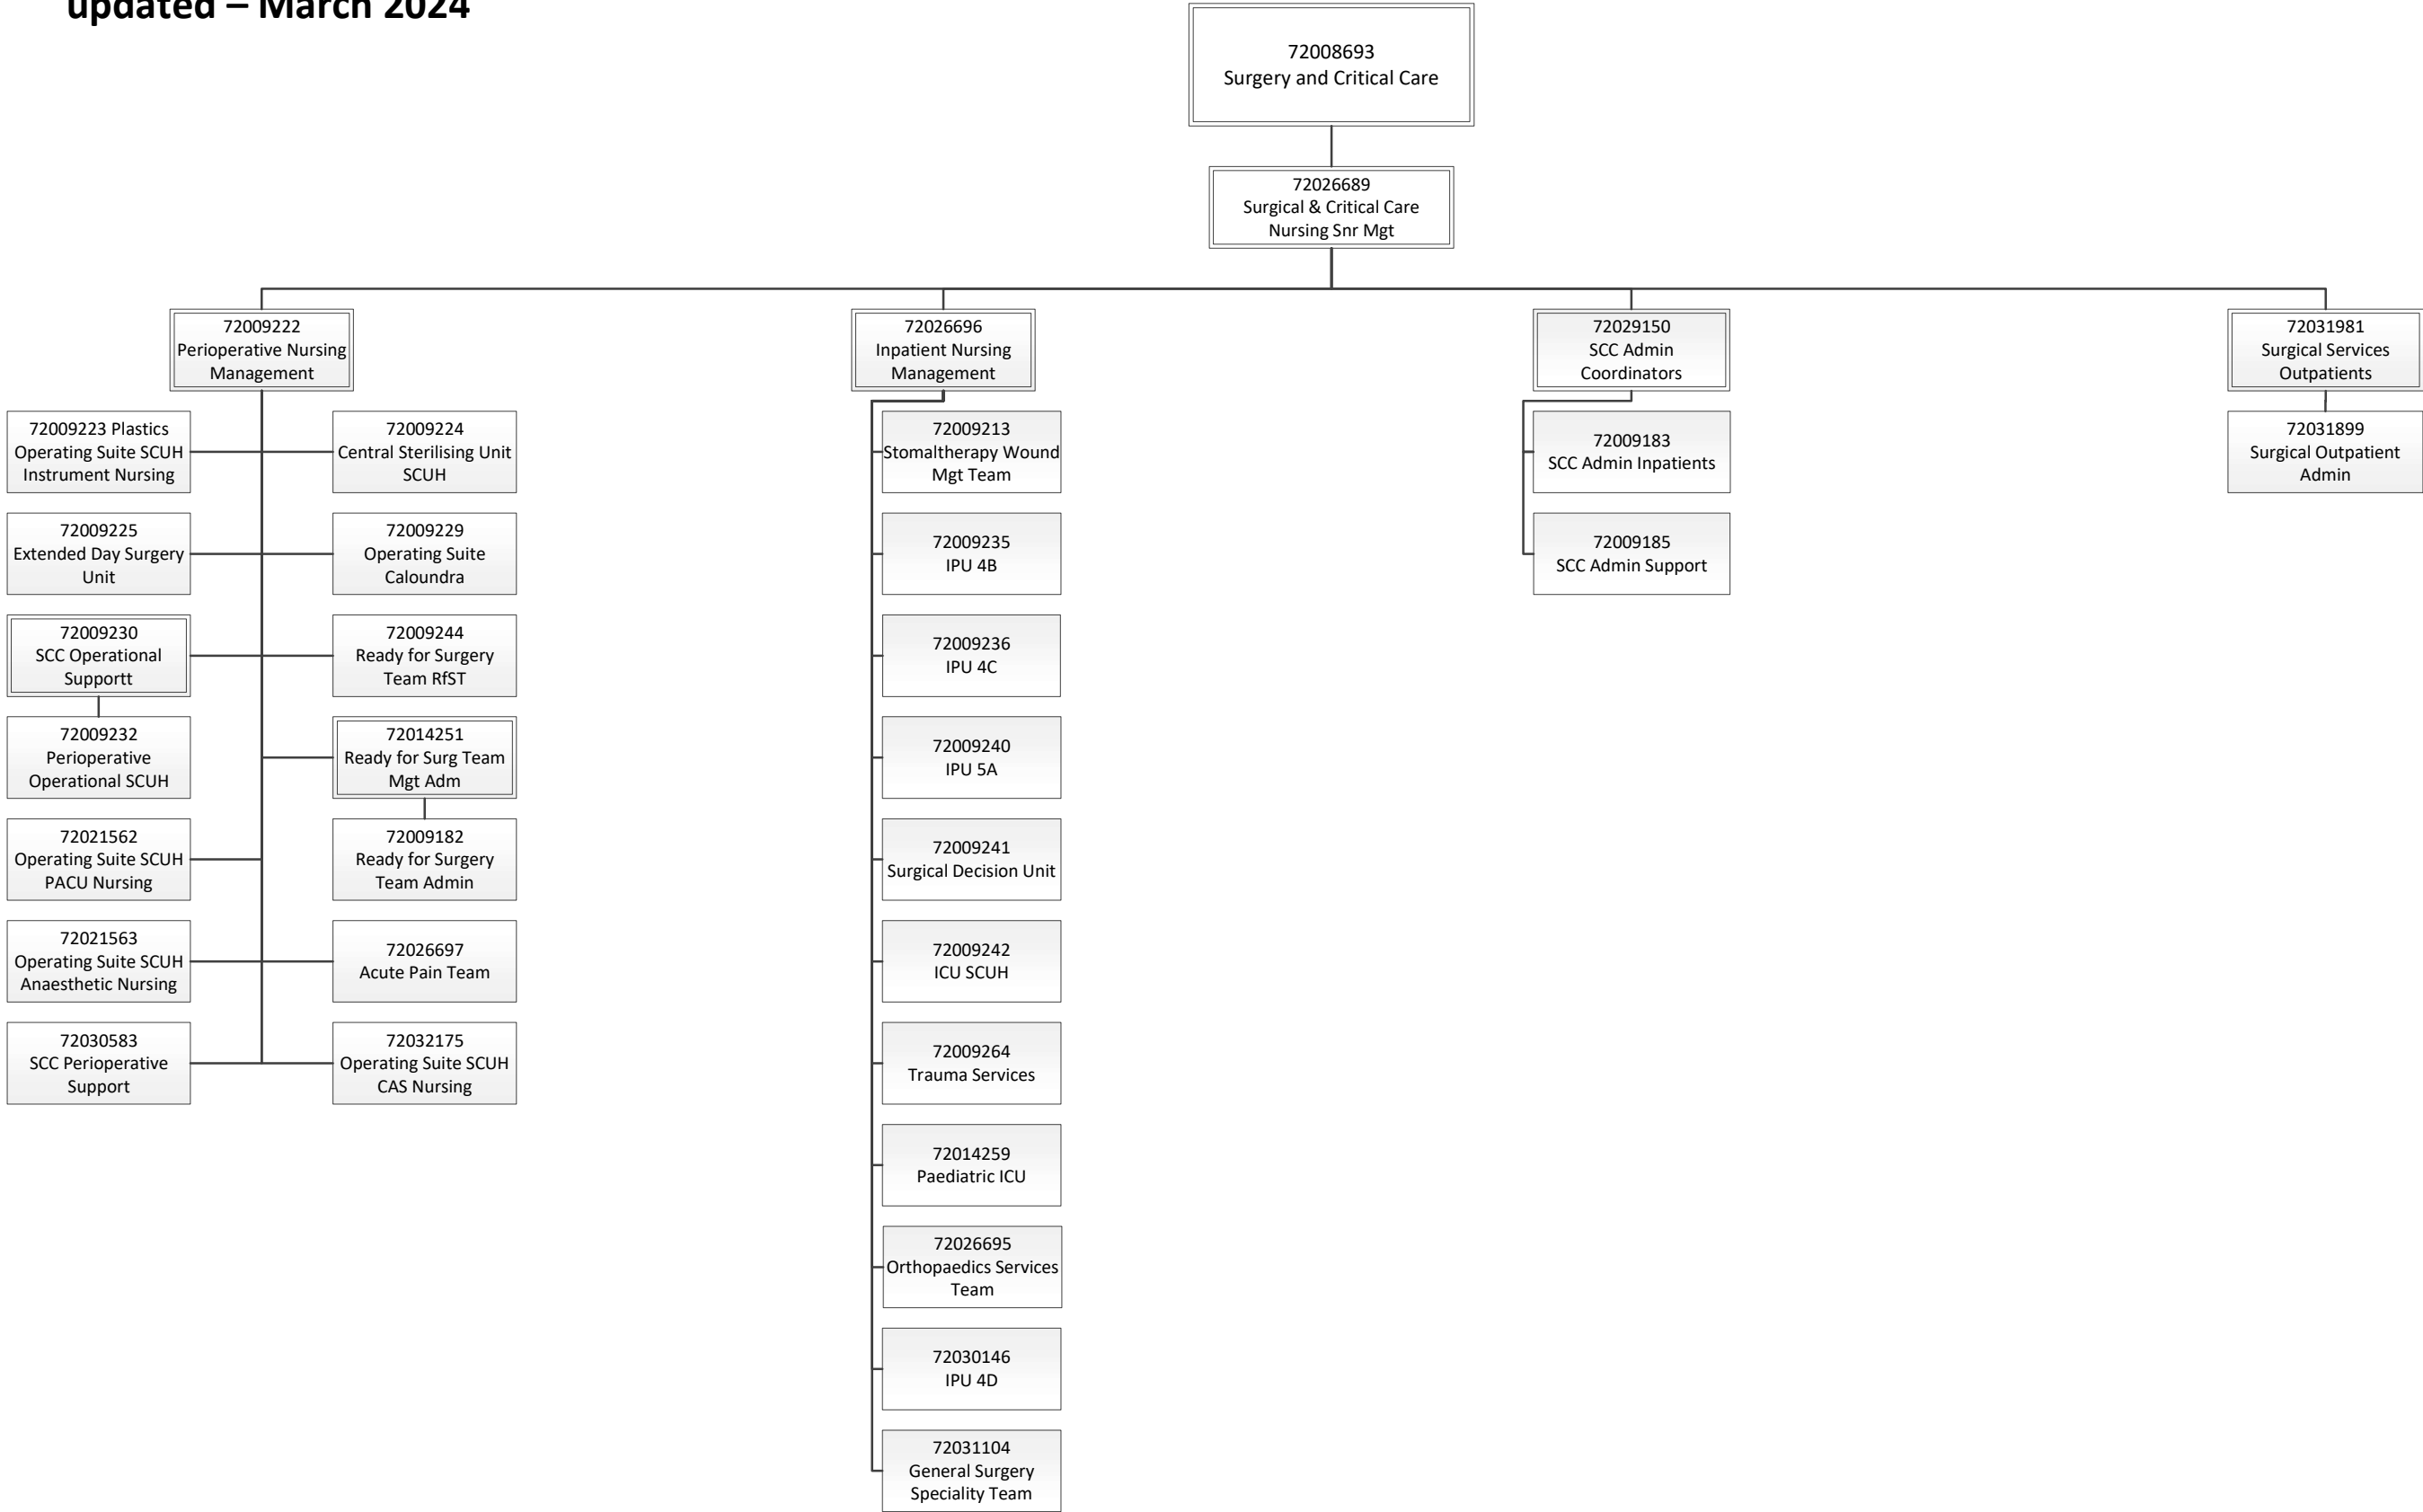 updated – March 2024
72008693
Surgery and Critical Care
72026689
Surgical & Critical Care
Nursing Snr Mgt
72009222
Perioperative Nursing
Management
72026696
Inpatient Nursing
Management
72029150
SCC Admin
Coordinators
72031981
Surgical Services
Outpatients
72009223 Plastics
Operating Suite SCUH
Instrument Nursing
72009224
Central Sterilising Unit
SCUH
72009225
Extended Day Surgery
Unit
72009229
Operating Suite
Caloundra
72009230
SCC Operational
Supportt
72009244
Ready for Surgery
Team RfST
72009232
Perioperative
Operational SCUH
72014251
Ready for Surg Team
Mgt Adm
72021562
Operating Suite SCUH
PACU Nursing
72009182
Ready for Surgery
Team Admin
72021563
Operating Suite SCUH
Anaesthetic Nursing
72026697
Acute Pain Team
72030583
SCC Perioperative
Support
72032175
Operating Suite SCUH
CAS Nursing
72009213
Stomaltherapy Wound
Mgt Team
72009235
IPU 4B
72009236
IPU 4C
72009240
IPU 5A
72009241
Surgical Decision Unit
72009242
ICU SCUH
72009264
Trauma Services
72014259
Paediatric ICU
72026695
Orthopaedics Services
Team
72030146
IPU 4D
72031104
General Surgery
Speciality Team
72009183
SCC Admin Inpatients
72009185
SCC Admin Support
72031899
Surgical Outpatient
Admin